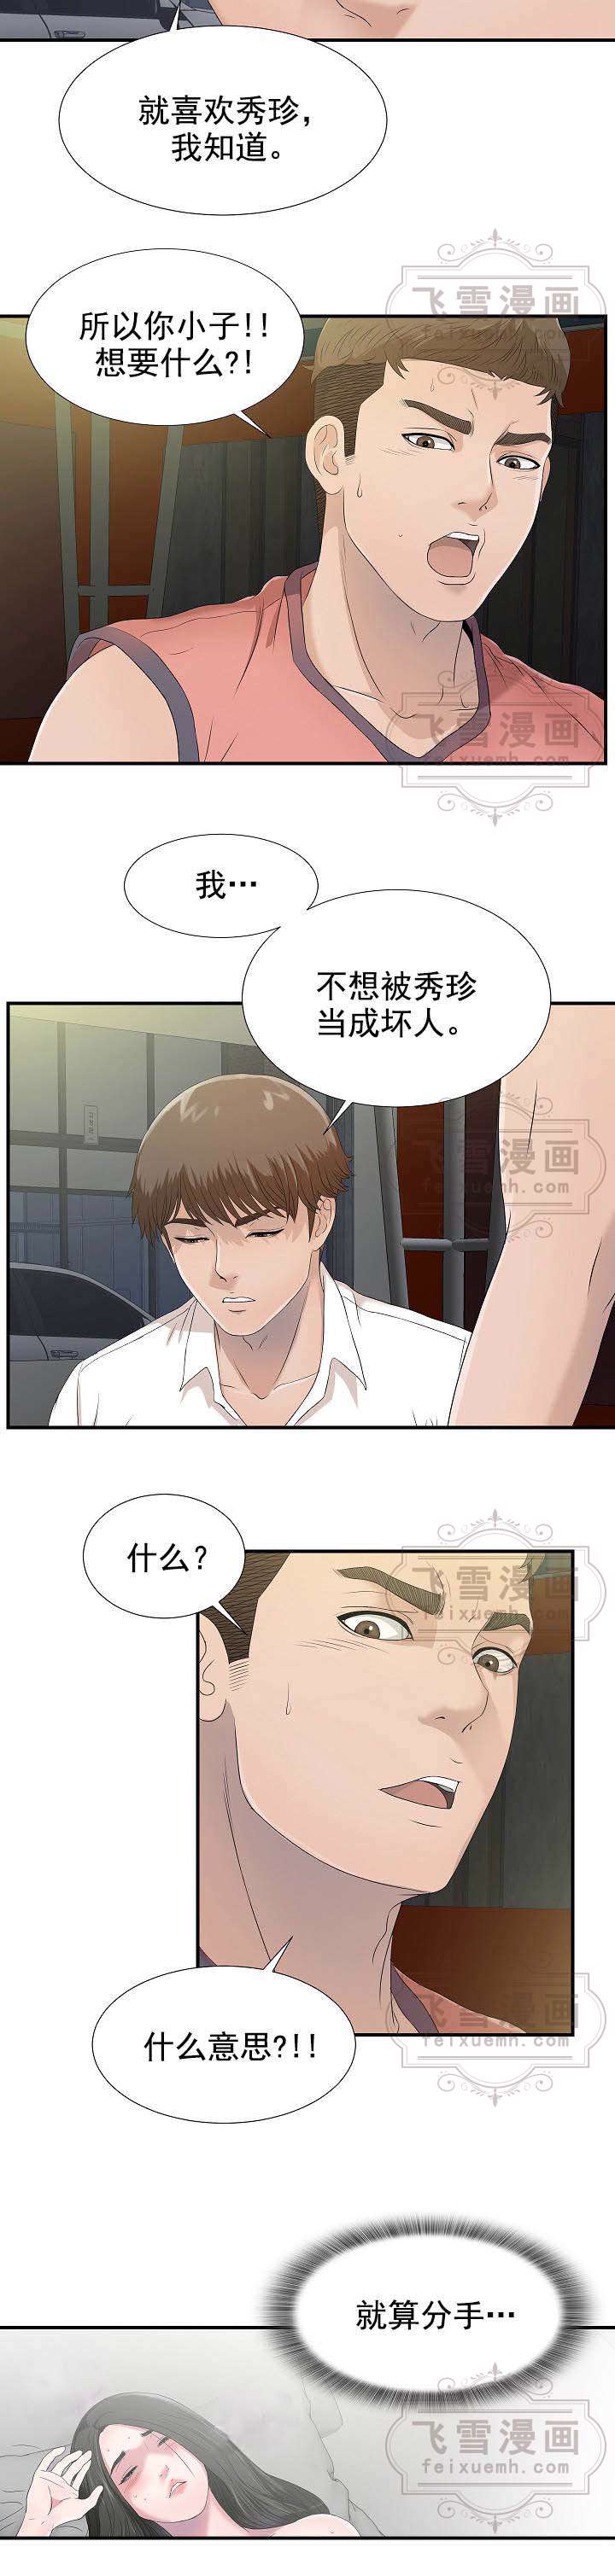 就喜欢秀珍，
我知道。
飞雪漫画
feixuemh.com
所以你小子!!
想要什么?!
飞雪漫画
feixuemh.com
我…
不想被秀珍
当成坏人。
飞雪漫画
feixuemh.com
什么?
飞雪漫画
feixuemh.com
什么意思?!!
飞雪漫画
feixuemh.com
就算分手…
飞雪漫画
feixuemh.com